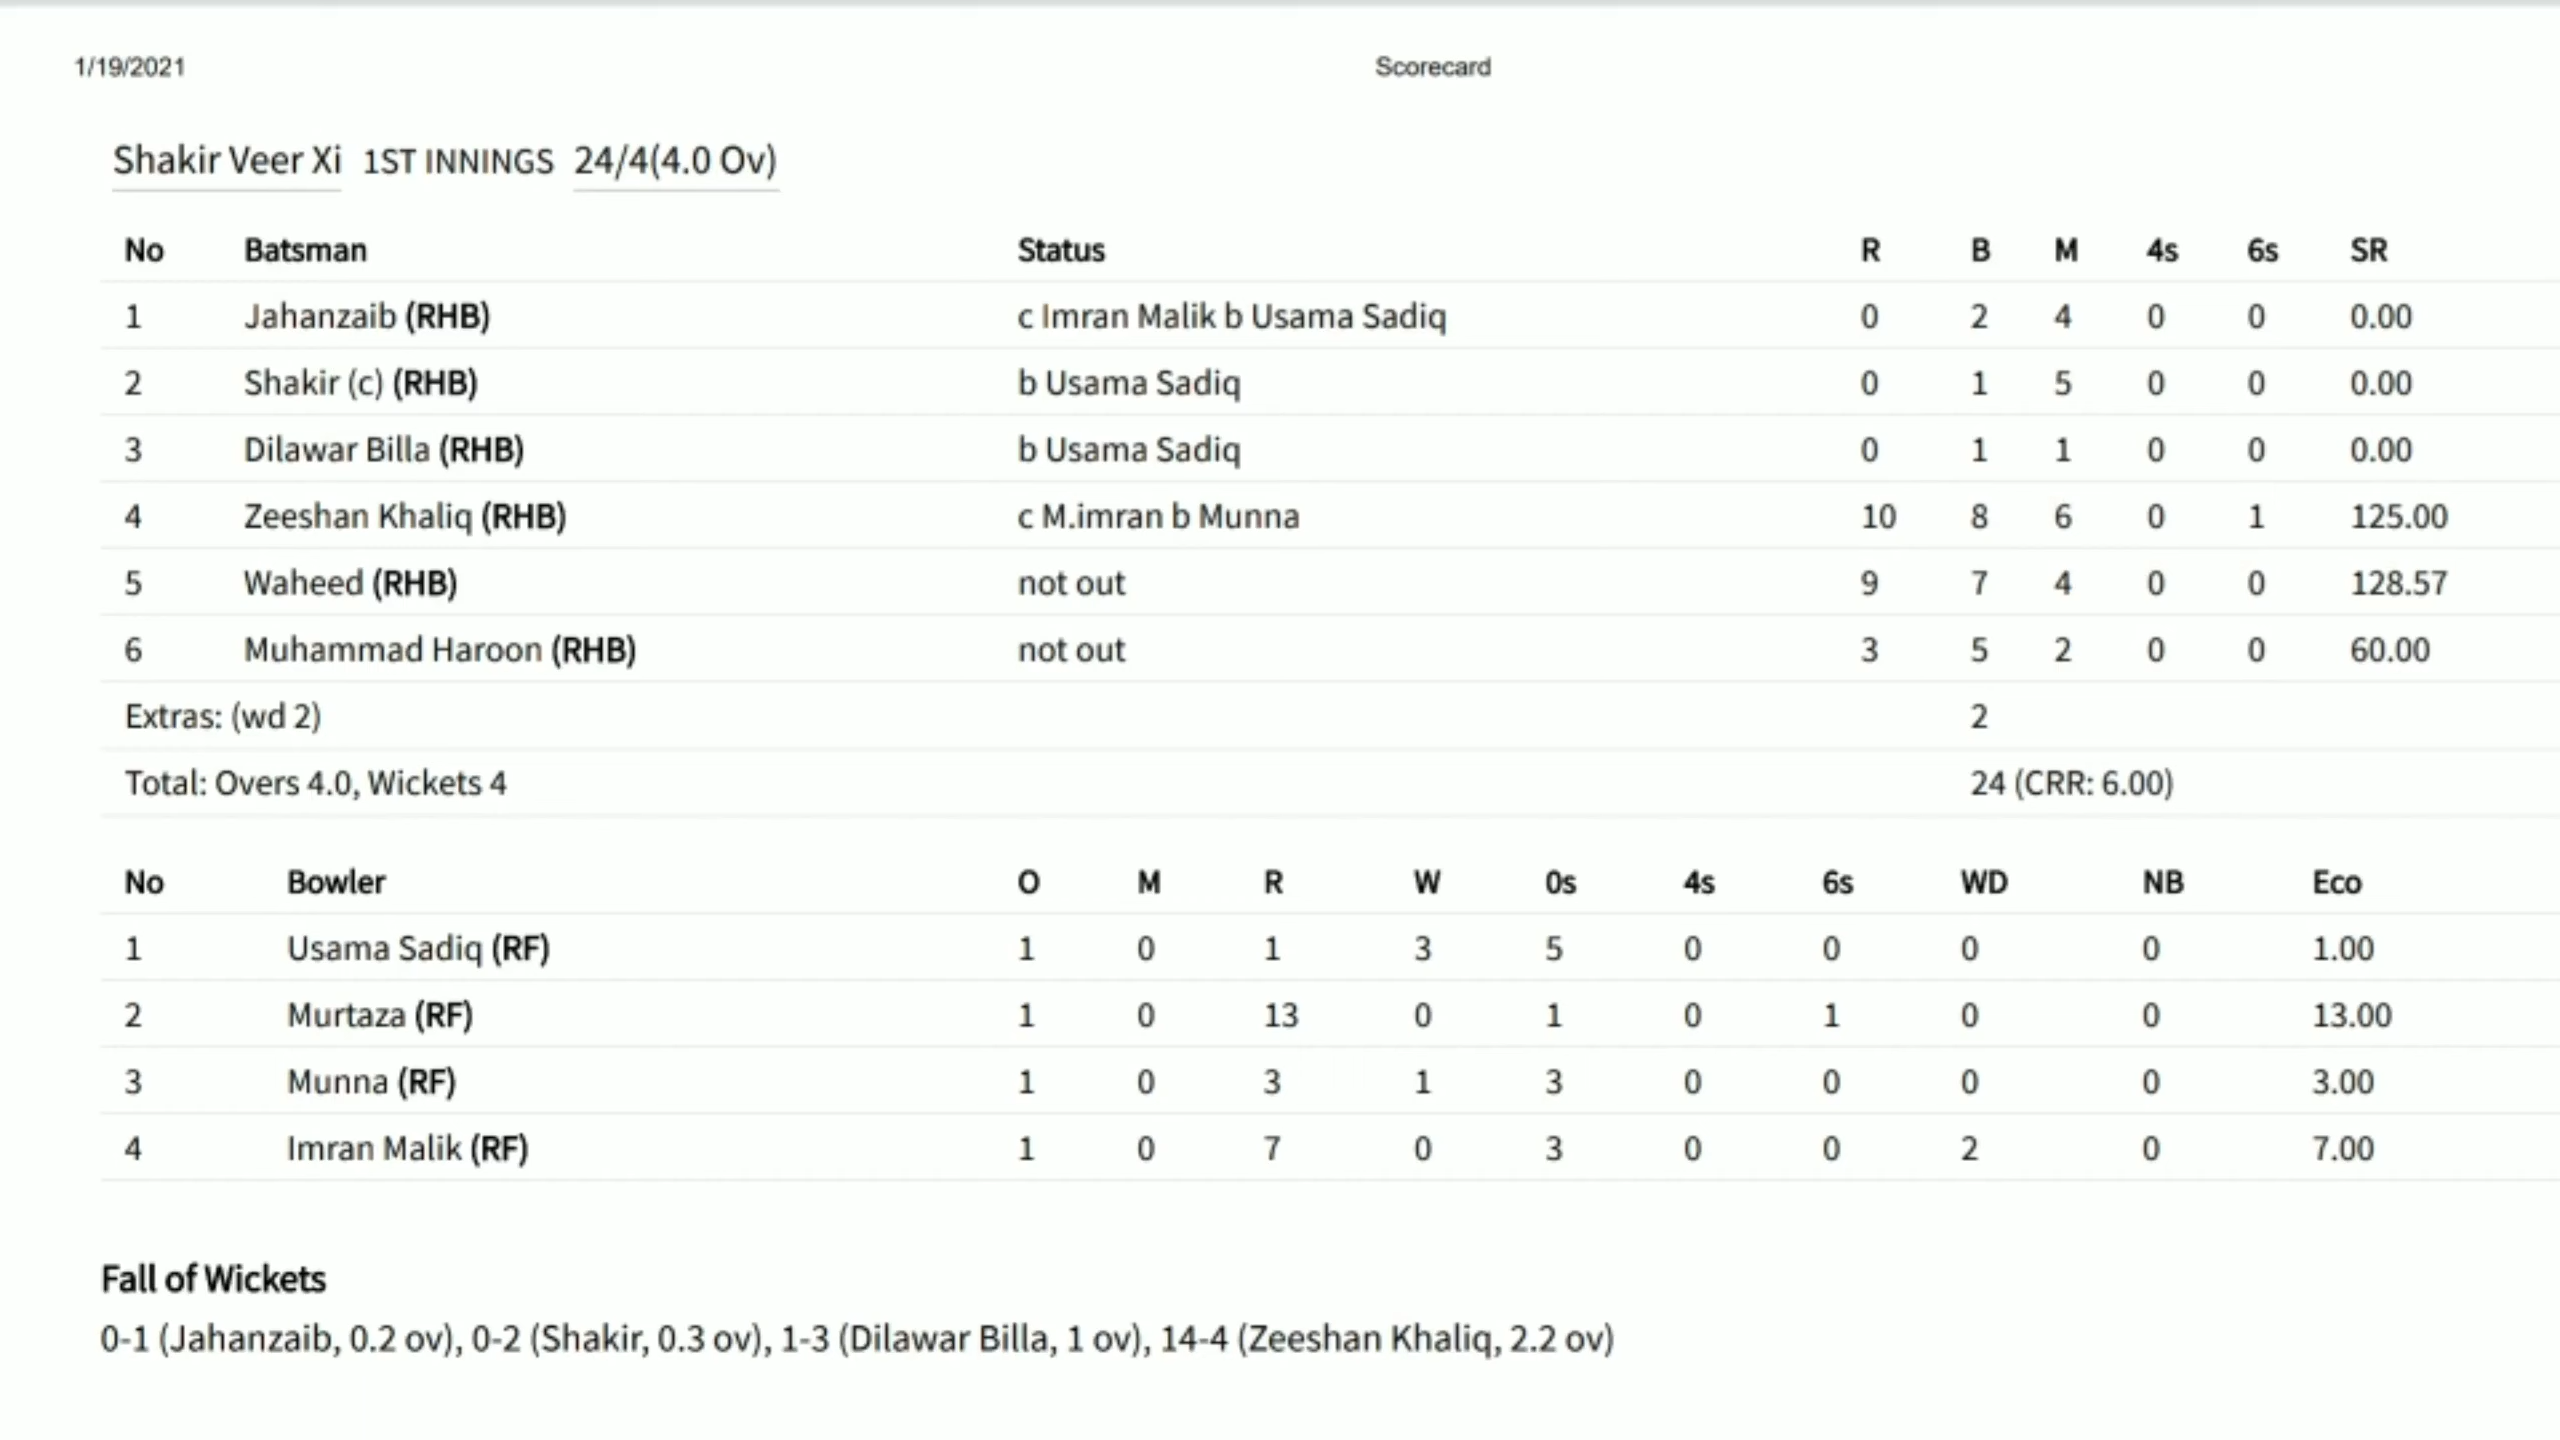 1/19/2021 Scorecard
Shakir Veer Xi 1ST INNINGS 24/4(4.0 Ov)
No Batsman Status R B M 4s 6s SR
1 Jahanzaib (RHB) c Imran Malik b Usama Sadiq 0 2 4 0 0 0.00
2 Shakir (c) (RHB) b Usama Sadiq 0 1 5 0 0 0.00
3 Dilawar Billa (RHB) b Usama Sadiq 0 1 1 0 0 0.00
4 Zeeshan Khaliq (RHB) c M.imran b Munna 10 8 6 0 1 125.00
5 Waheed (RHB) not out 9 7 4 0 0 128.57
6 Muhammad Haroon (RHB) not out 3 5 2 0 0 60.00
Extras: (wd 2) 2
Total: Overs 4.0, Wickets 4 24 (CRR: 6.00)
No Bowler O M R W 0s 4s 6s WD NB Eco
1 Usama Sadiq (RF) 1 0 1 3 5 0 0 0 0 1.00
2 Murtaza (RF) 1 0 13 0 1 0 1 0 0 13.00
3 Munna (RF) 1 0 3 1 3 0 0 0 0 3.00
4 Imran Malik (RF) 1 0 7 0 3 0 0 2 0 7.00
Fall of Wickets
0-1 (Jahanzaib, 0.2 ov), 0-2 (Shakir, 0.3 ov), 1-3 (Dilawar Billa, 1 ov), 14-4 (Zeeshan Khaliq, 2.2 ov)